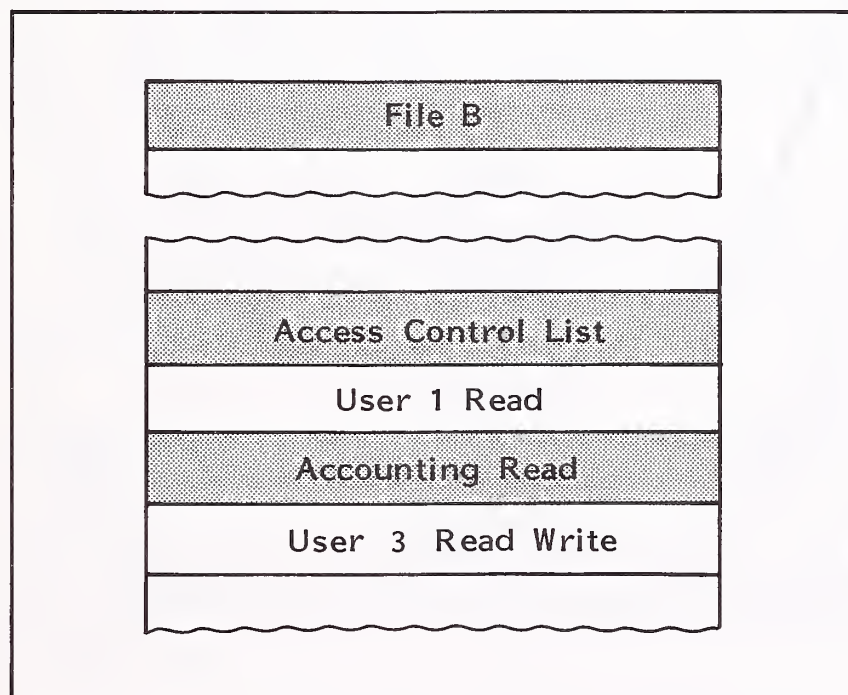 File B
Access Control List
User 1 Read
Accounting Read
User 3 Read Write